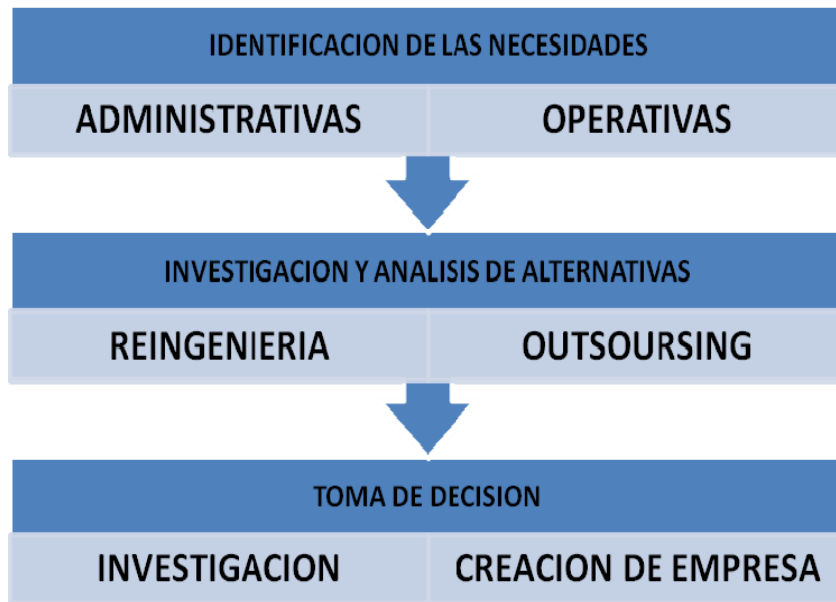 IDENTIFICACION DE LAS NECESIDADES
ADMINISTRATIVAS OPERATIVAS
INVESTIGACION Y ANALISIS DE ALTERNATIVAS
REINGENIERIA OUTSOURSING
TOMA DE DECISION
INVESTIGACION CREACION DE EMPRESA